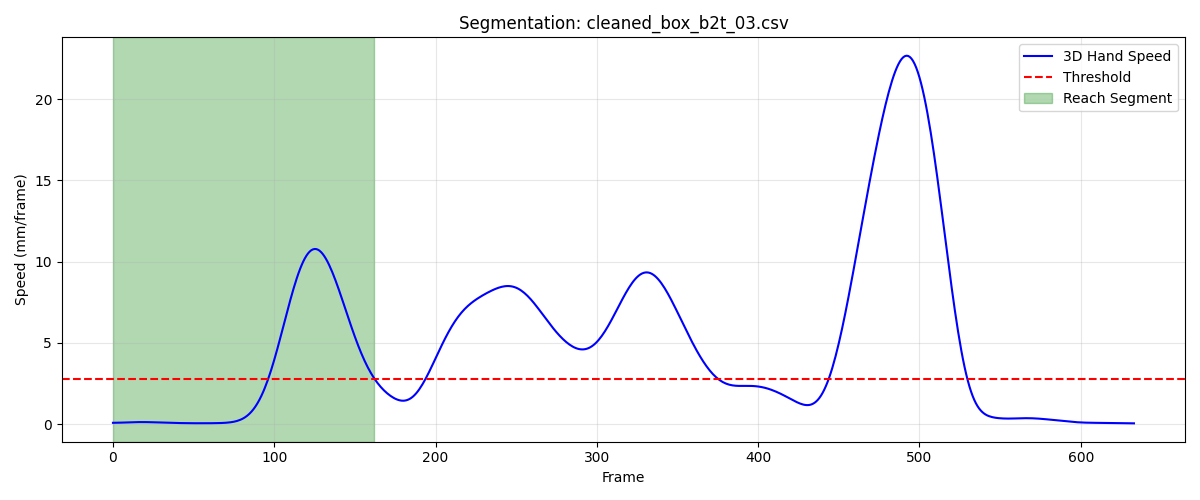 Segmentation: cleaned_box_b2t_03.csv
3D Hand Speed
Threshold
Reach Segment
Speed (mm/frame)
20
15
10
5
0
0 100 200 300 400 500 600
Frame